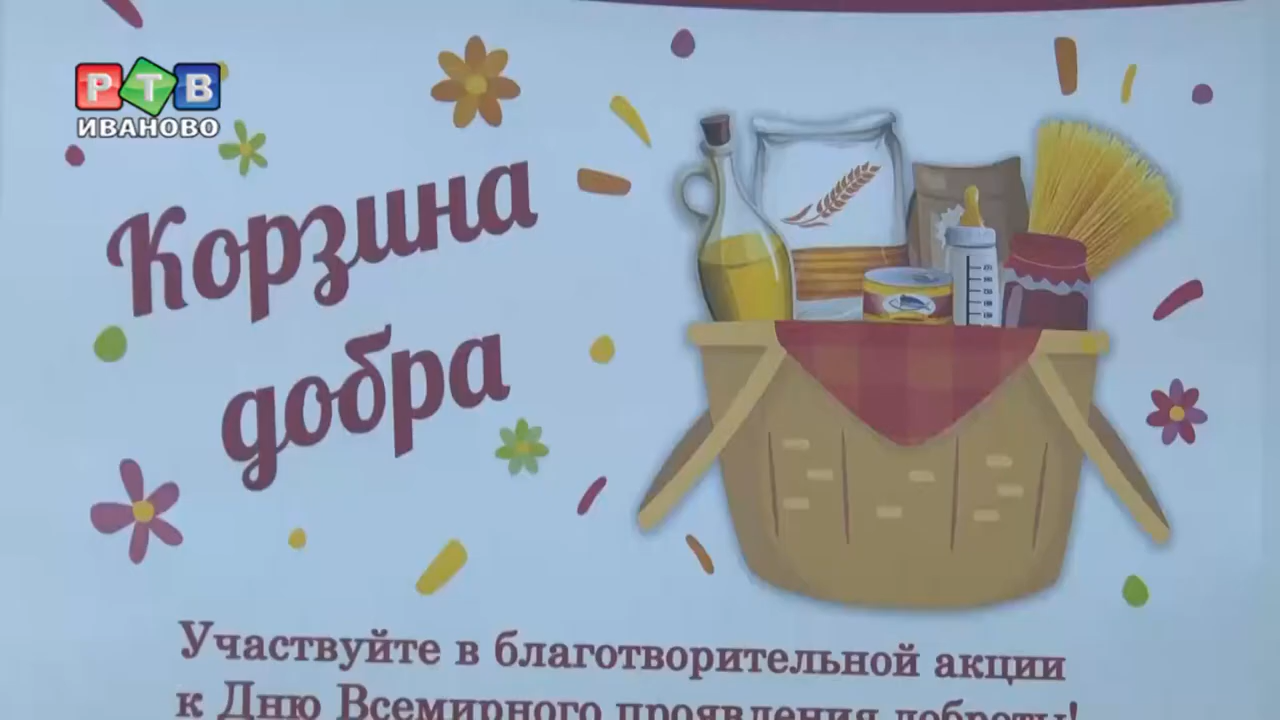 РТВ
ИВАНОВО
Корзина
добра
Участвуйте в благотворительной акции
к Дню Всемирного проявления доброты!